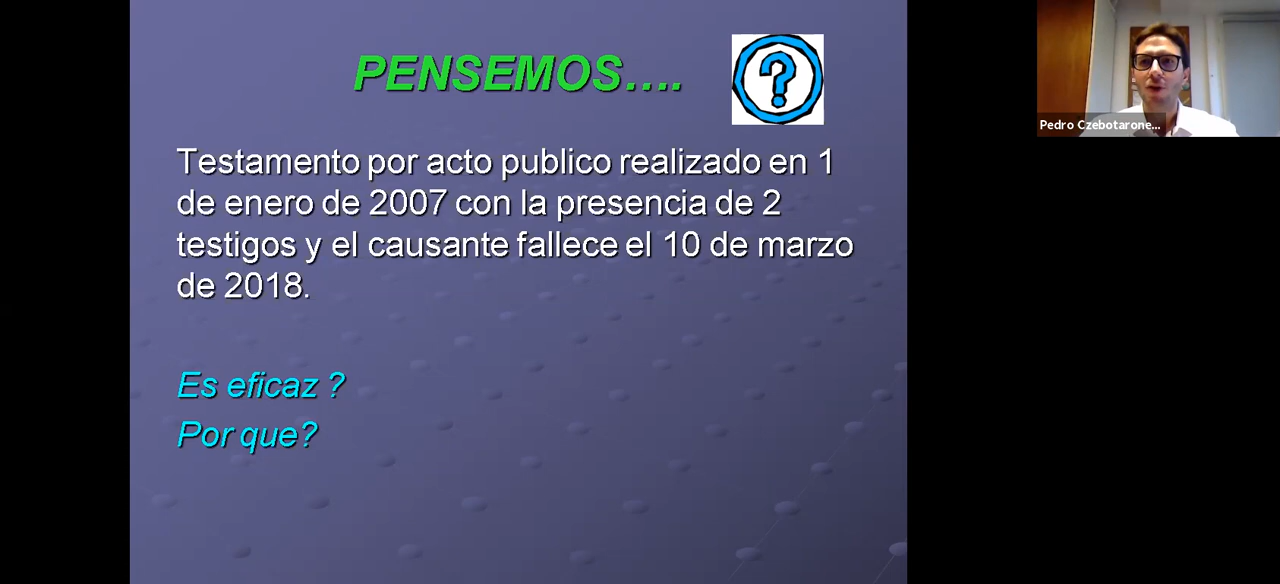 PENSEMOS....
?
Testamento por acto publico realizado en 1
de enero de 2007 con la presencia de 2
testigos y el causante fallece el 10 de marzo
de 2018.
Es eficaz ?
Por que?
Pedro Czebotarone...